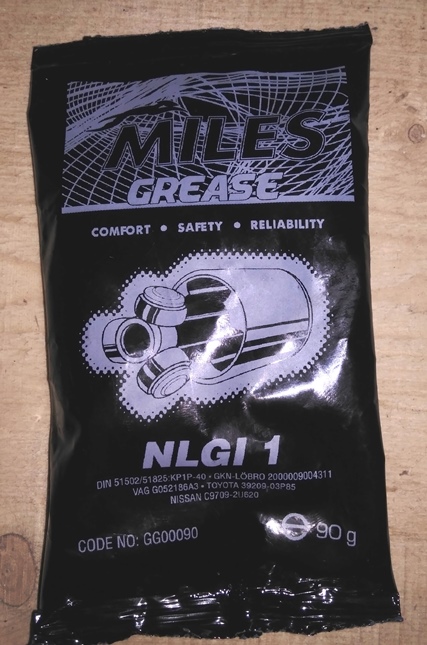 MILES
GREASE
COMFORT • SAFETY • RELIABILITY
NLGI 1
DIN 51502/51825:KP1P-40 • GKN-LÖBRO 2000009004311
VAG G052186A3 • TOYOTA 39209-03P85
NISSAN C9709-2U620
CODE NO: GG00090
90 g